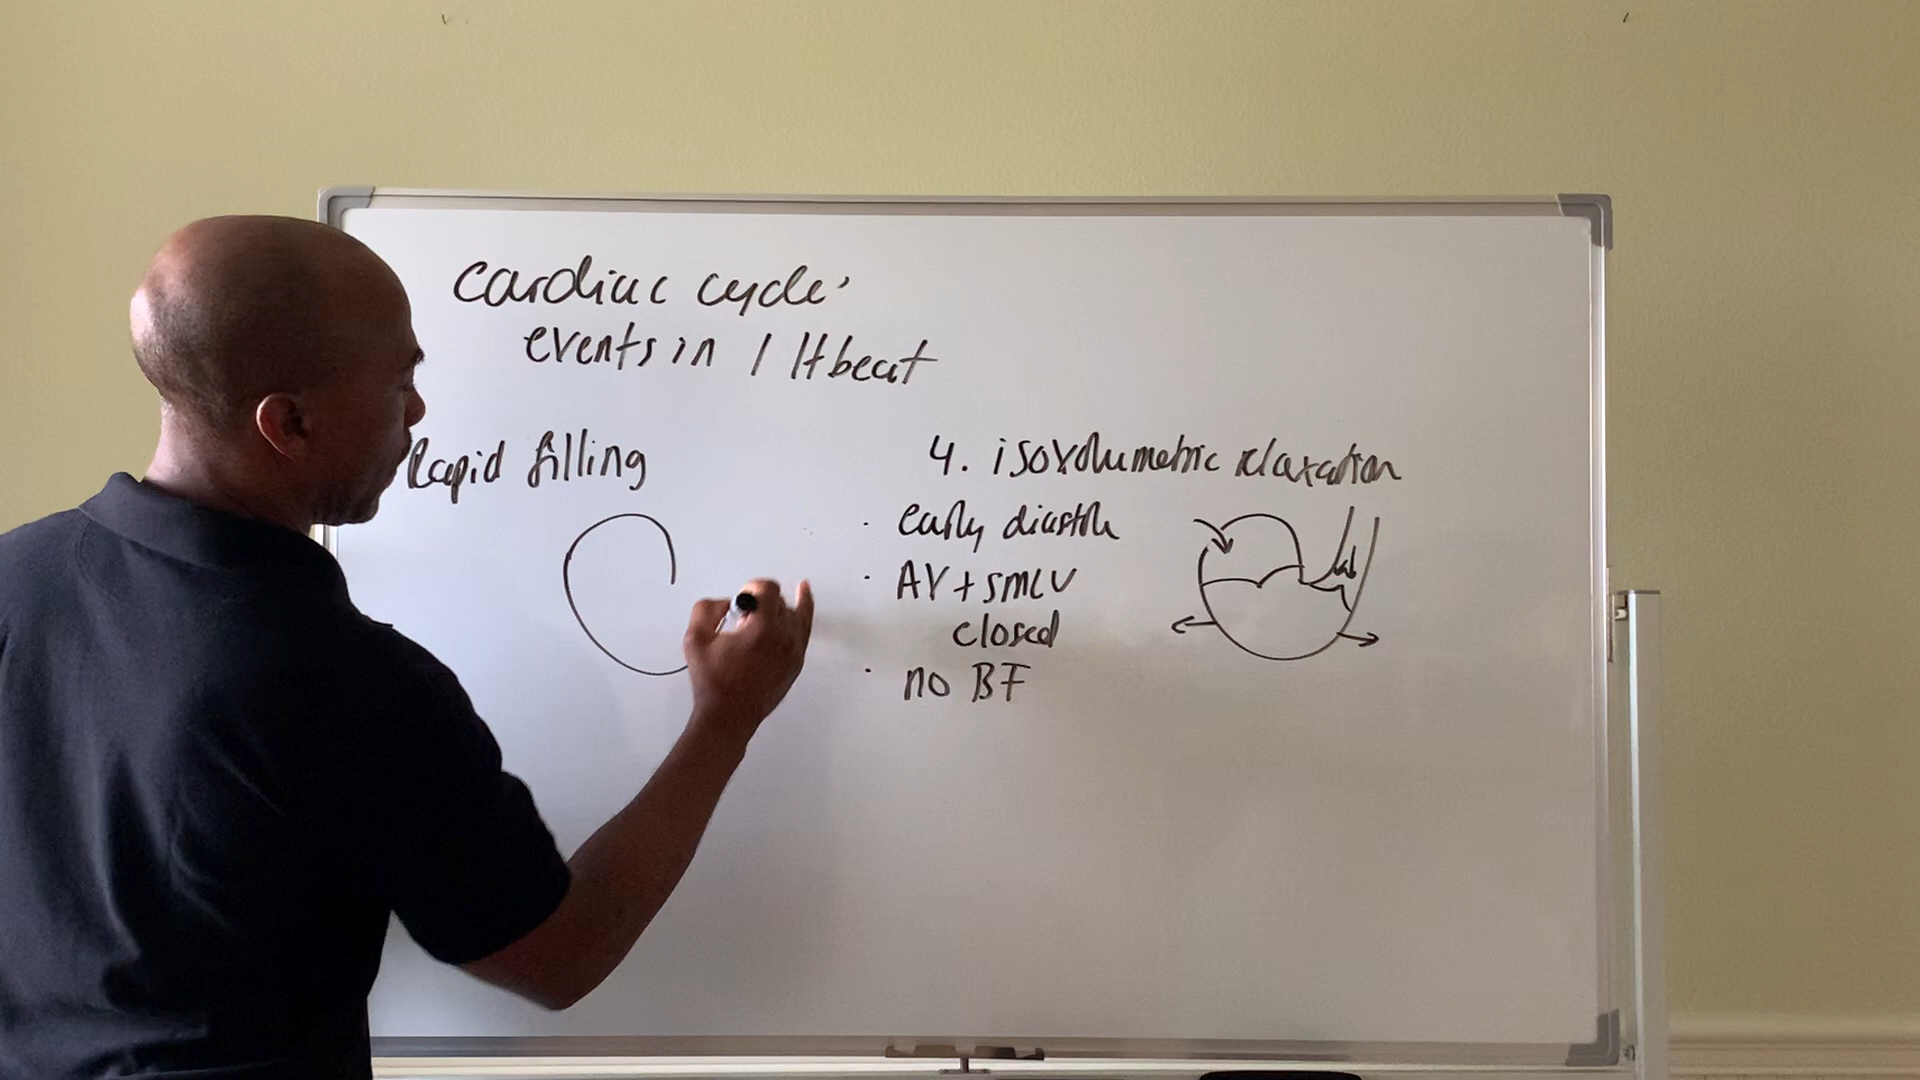 Cardiac cycle:
events in 1 Htbeat
Rapid filling
4. isovolumetric relaxation
· early diastole
· AV + SMLV
closed
· no BF